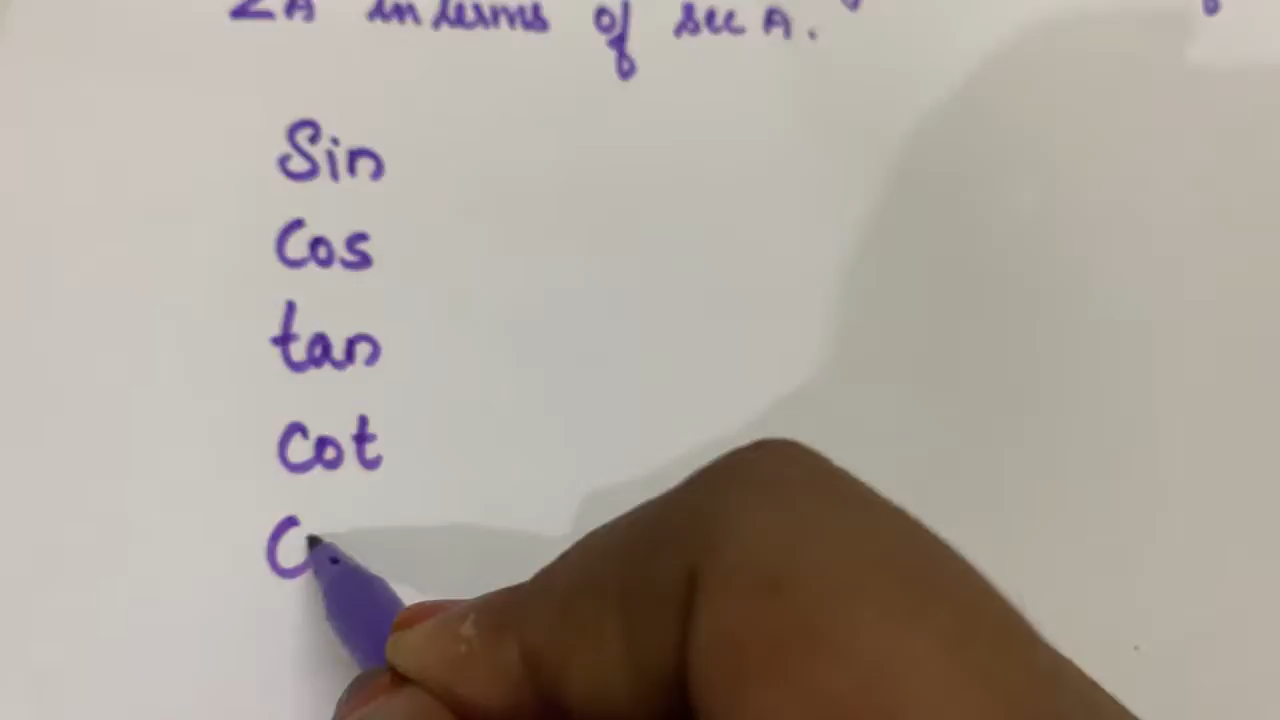 ∠A in terms of sec A.
Sin
Cos
tan
Cot
C